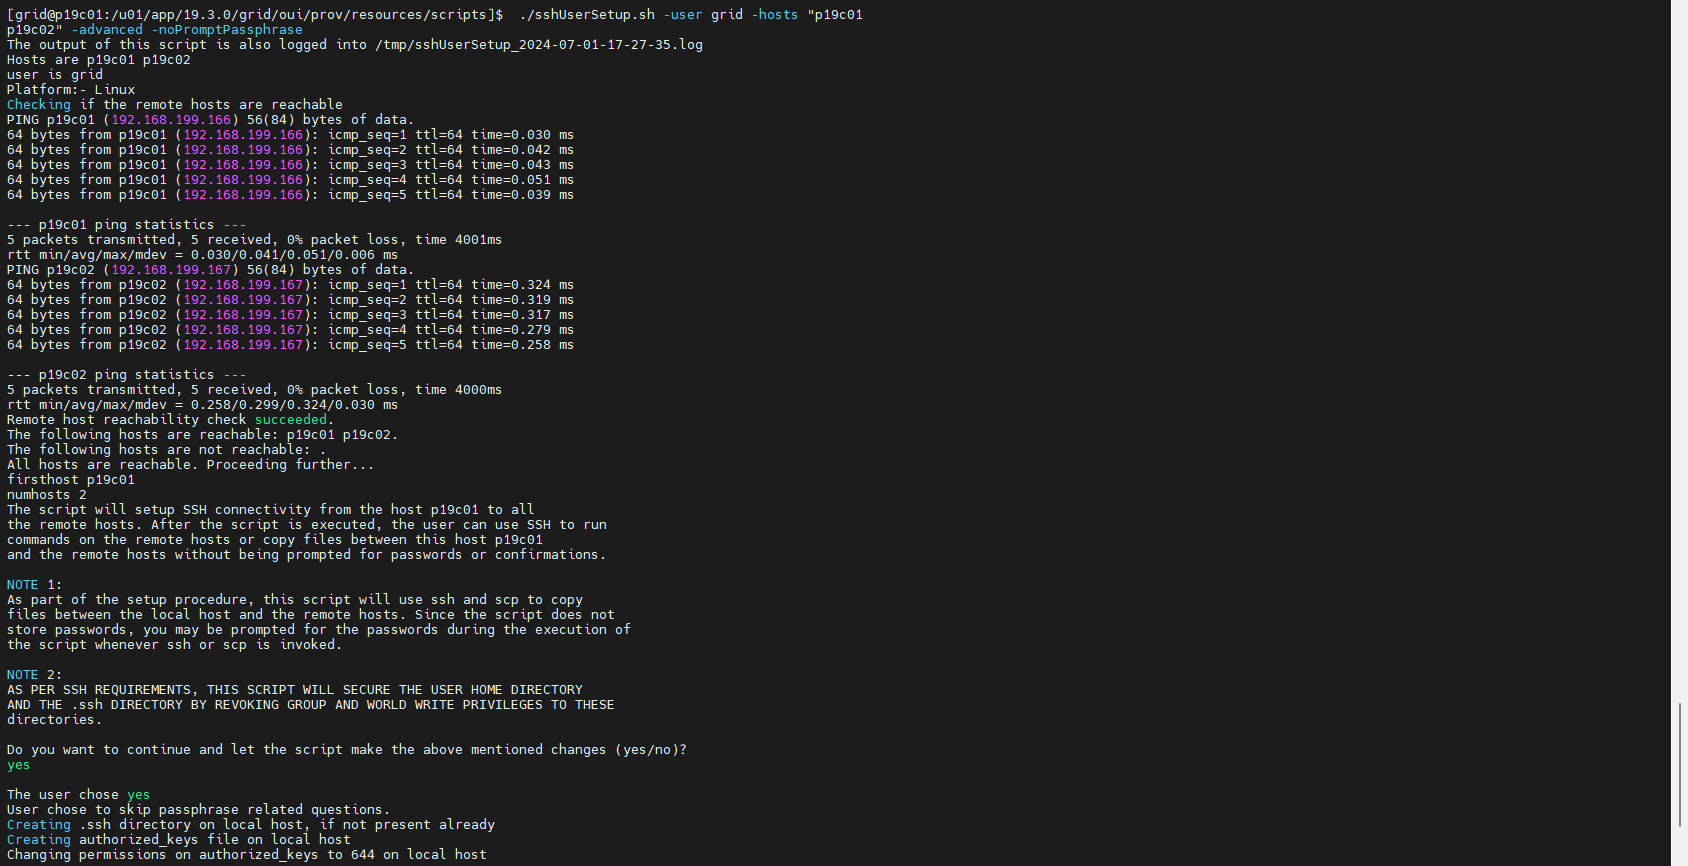 [grid@p19c01:/u01/app/19.3.0/grid/oui/prov/resources/scripts]$  ./sshUserSetup.sh -user grid -hosts "p19c01
p19c02" -advanced -noPromptPassphrase
The output of this script is also logged into /tmp/sshUserSetup_2024-07-01-17-27-35.log
Hosts are p19c01 p19c02
user is grid
Platform:- Linux
Checking if the remote hosts are reachable
PING p19c01 (192.168.199.166) 56(84) bytes of data.
64 bytes from p19c01 (192.168.199.166): icmp_seq=1 ttl=64 time=0.030 ms
64 bytes from p19c01 (192.168.199.166): icmp_seq=2 ttl=64 time=0.042 ms
64 bytes from p19c01 (192.168.199.166): icmp_seq=3 ttl=64 time=0.043 ms
64 bytes from p19c01 (192.168.199.166): icmp_seq=4 ttl=64 time=0.051 ms
64 bytes from p19c01 (192.168.199.166): icmp_seq=5 ttl=64 time=0.039 ms

--- p19c01 ping statistics ---
5 packets transmitted, 5 received, 0% packet loss, time 4001ms
rtt min/avg/max/mdev = 0.030/0.041/0.051/0.006 ms
PING p19c02 (192.168.199.167) 56(84) bytes of data.
64 bytes from p19c02 (192.168.199.167): icmp_seq=1 ttl=64 time=0.324 ms
64 bytes from p19c02 (192.168.199.167): icmp_seq=2 ttl=64 time=0.319 ms
64 bytes from p19c02 (192.168.199.167): icmp_seq=3 ttl=64 time=0.317 ms
64 bytes from p19c02 (192.168.199.167): icmp_seq=4 ttl=64 time=0.279 ms
64 bytes from p19c02 (192.168.199.167): icmp_seq=5 ttl=64 time=0.258 ms

--- p19c02 ping statistics ---
5 packets transmitted, 5 received, 0% packet loss, time 4000ms
rtt min/avg/max/mdev = 0.258/0.299/0.324/0.030 ms
Remote host reachability check succeeded.
The following hosts are reachable: p19c01 p19c02.
The following hosts are not reachable: .
All hosts are reachable. Proceeding further...
firsthost p19c01
numhosts 2
The script will setup SSH connectivity from the host p19c01 to all
the remote hosts. After the script is executed, the user can use SSH to run
commands on the remote hosts or copy files between this host p19c01
and the remote hosts without being prompted for passwords or confirmations.

NOTE 1:
As part of the setup procedure, this script will use ssh and scp to copy
files between the local host and the remote hosts. Since the script does not
store passwords, you may be prompted for the passwords during the execution of
the script whenever ssh or scp is invoked.

NOTE 2:
AS PER SSH REQUIREMENTS, THIS SCRIPT WILL SECURE THE USER HOME DIRECTORY
AND THE .ssh DIRECTORY BY REVOKING GROUP AND WORLD WRITE PRIVILEGES TO THESE
directories.

Do you want to continue and let the script make the above mentioned changes (yes/no)?
yes

The user chose yes
User chose to skip passphrase related questions.
Creating .ssh directory on local host, if not present already
Creating authorized_keys file on local host
Changing permissions on authorized_keys to 644 on local host